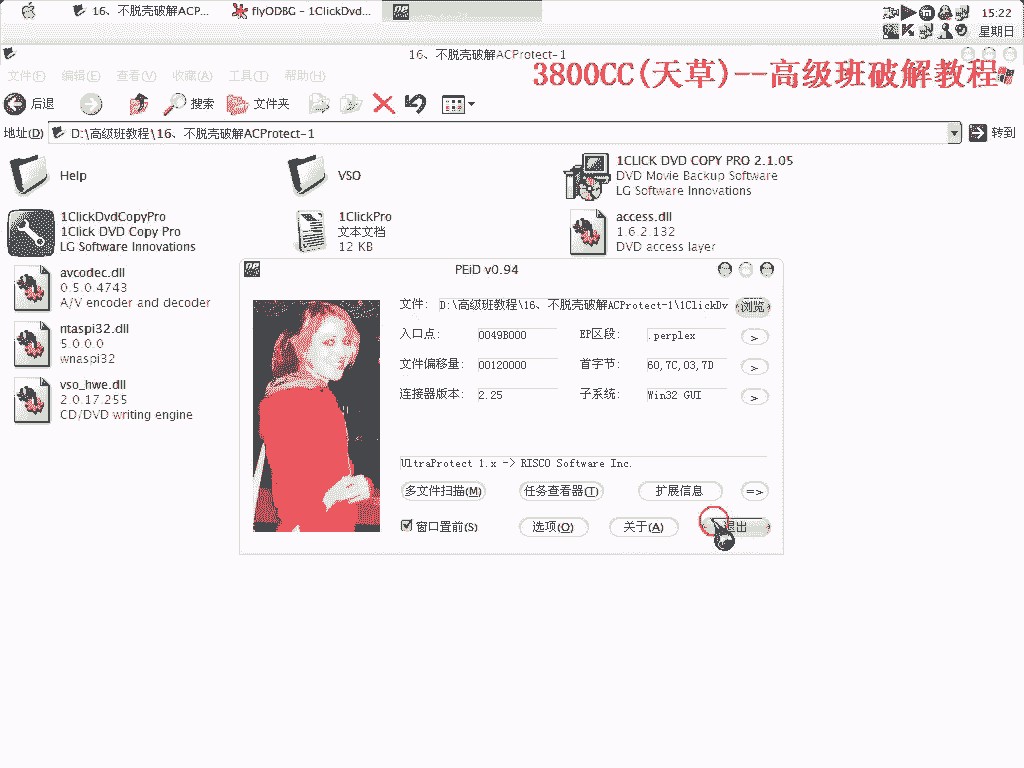 16、不脱壳破解ACP...
flyODBG - 1ClickDvd...
15:22
星期日
16、不脱壳破解ACProtect-1
3800CC(天草)--高级班破解教程
文件(F)
编辑(E)
查看(V)
收藏(A)
工具(T)
帮助(H)
后退
搜索
文件夹
地址(D)
D:\高级班教程\16、不脱壳破解ACProtect-1
转到
Help
VSO
1CLICK DVD COPY PRO 2.1.05
DVD Movie Backup Software
LG Software Innovations
1ClickDvdCopyPro
1Click DVD Copy Pro
LG Software Innovations
1ClickPro
文本文档
12 KB
access.dll
1.6.2.132
DVD access layer
avcodec.dll
0.5.0.4743
A/V encoder and decoder
ntaspi32.dll
5.0.0.0
wnaspi32
vso_hwe.dll
2.0.17.255
CD/DVD writing engine
PEiD v0.94
文件: D:\高级班教程\16、不脱壳破解ACProtect-1\1ClickDv
浏览
入口点: 0049B000
EP区段: .perplex
>
文件偏移量: 00120000
首字节: 60,7C,03,7D
>
连接器版本: 2.25
子系统: Win32 GUI
>
UltraProtect 1.x -> RISCO Software Inc.
多文件扫描(M)
任务查看器(T)
扩展信息
=>
窗口置前(S)
选项(O)
关于(A)
退出